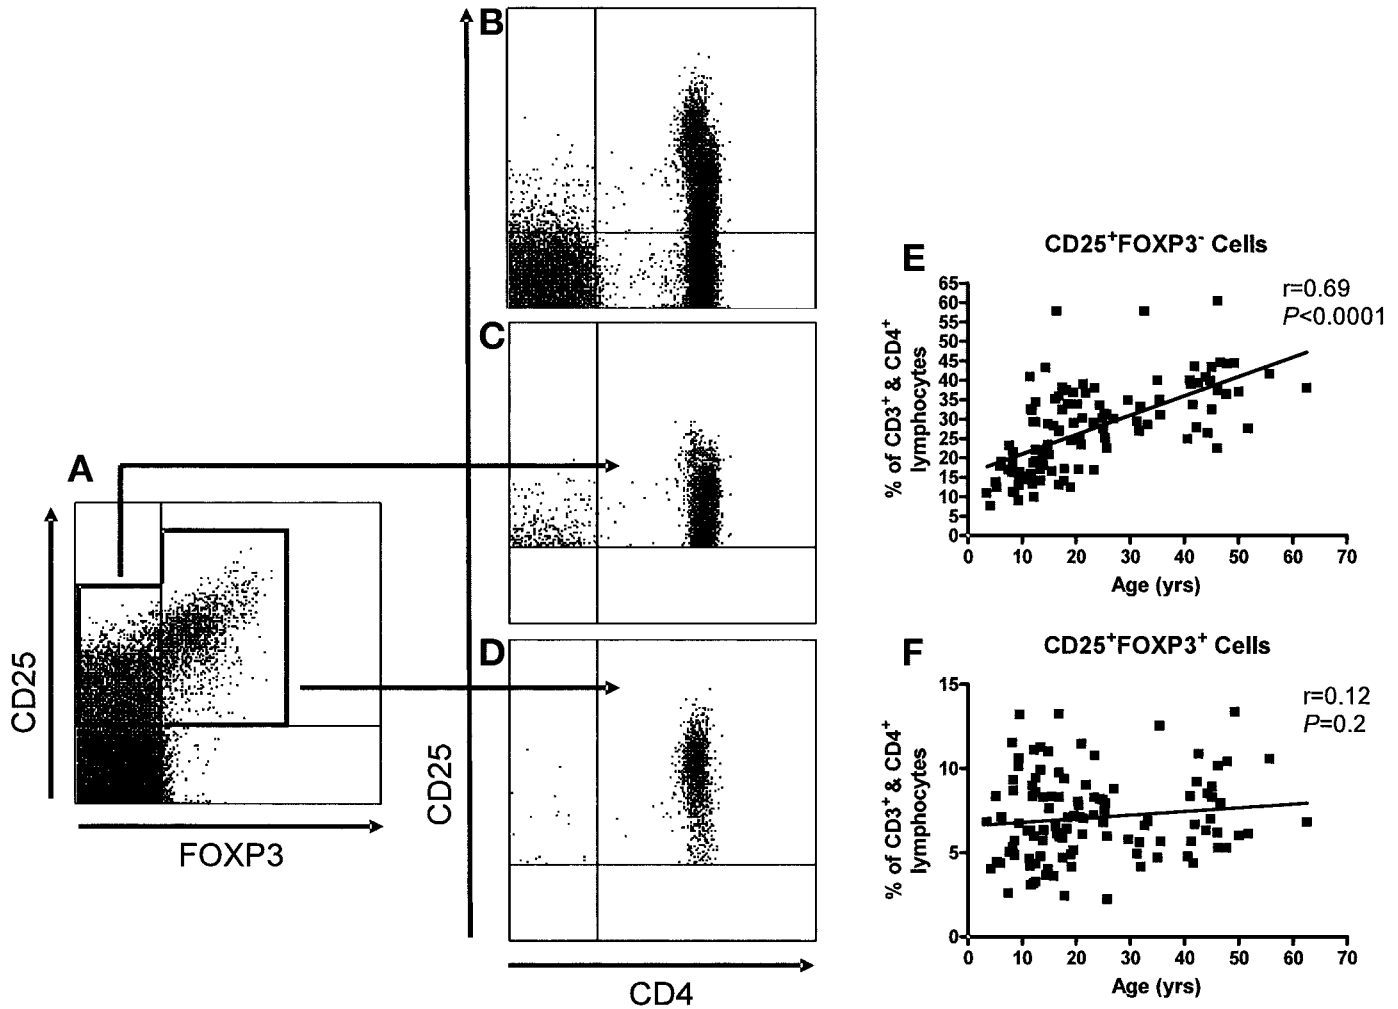 A
CD25
FOXP3
B
C
D
CD25
CD4
E
CD25⁺FOXP3⁻ Cells
r=0.69
P<0.0001
% of CD3⁺ & CD4⁺
lymphocytes
65
60
55
50
45
40
35
30
25
20
15
10
5
0
0 10 20 30 40 50 60 70
Age (yrs)
F
CD25⁺FOXP3⁺ Cells
r=0.12
P=0.2
% of CD3⁺ & CD4⁺
lymphocytes
15
10
5
0
0 10 20 30 40 50 60 70
Age (yrs)